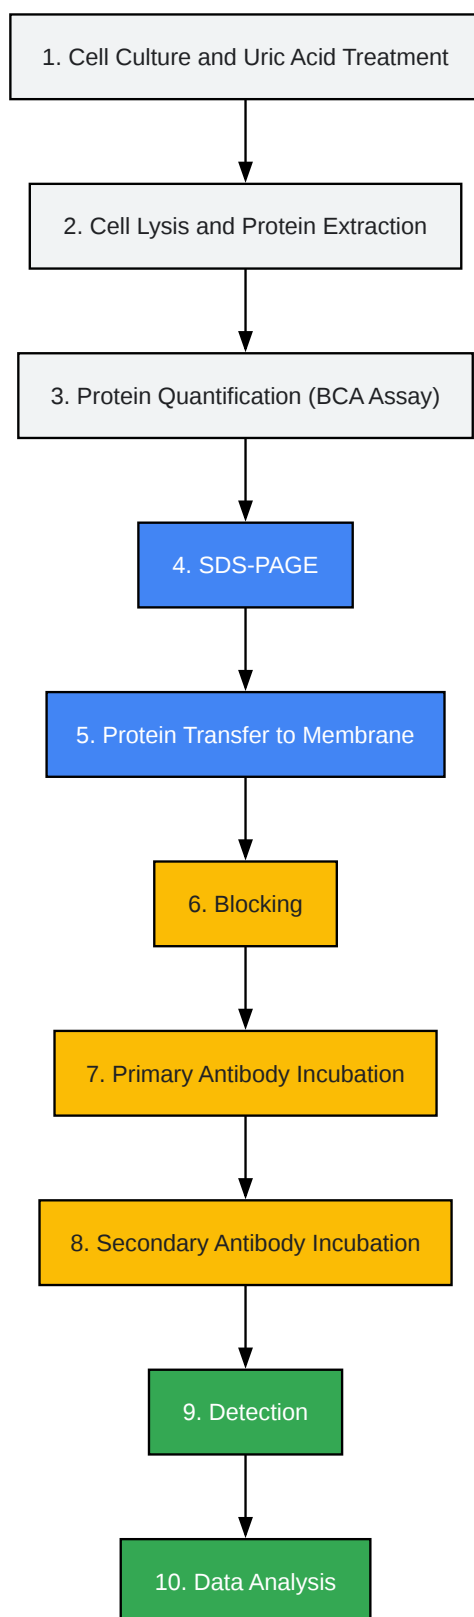 1. Cell Culture and Uric Acid Treatment
2. Cell Lysis and Protein Extraction
3. Protein Quantification (BCA Assay)
4. SDS-PAGE
5. Protein Transfer to Membrane
6. Blocking
7. Primary Antibody Incubation
8. Secondary Antibody Incubation
9. Detection
10. Data Analysis